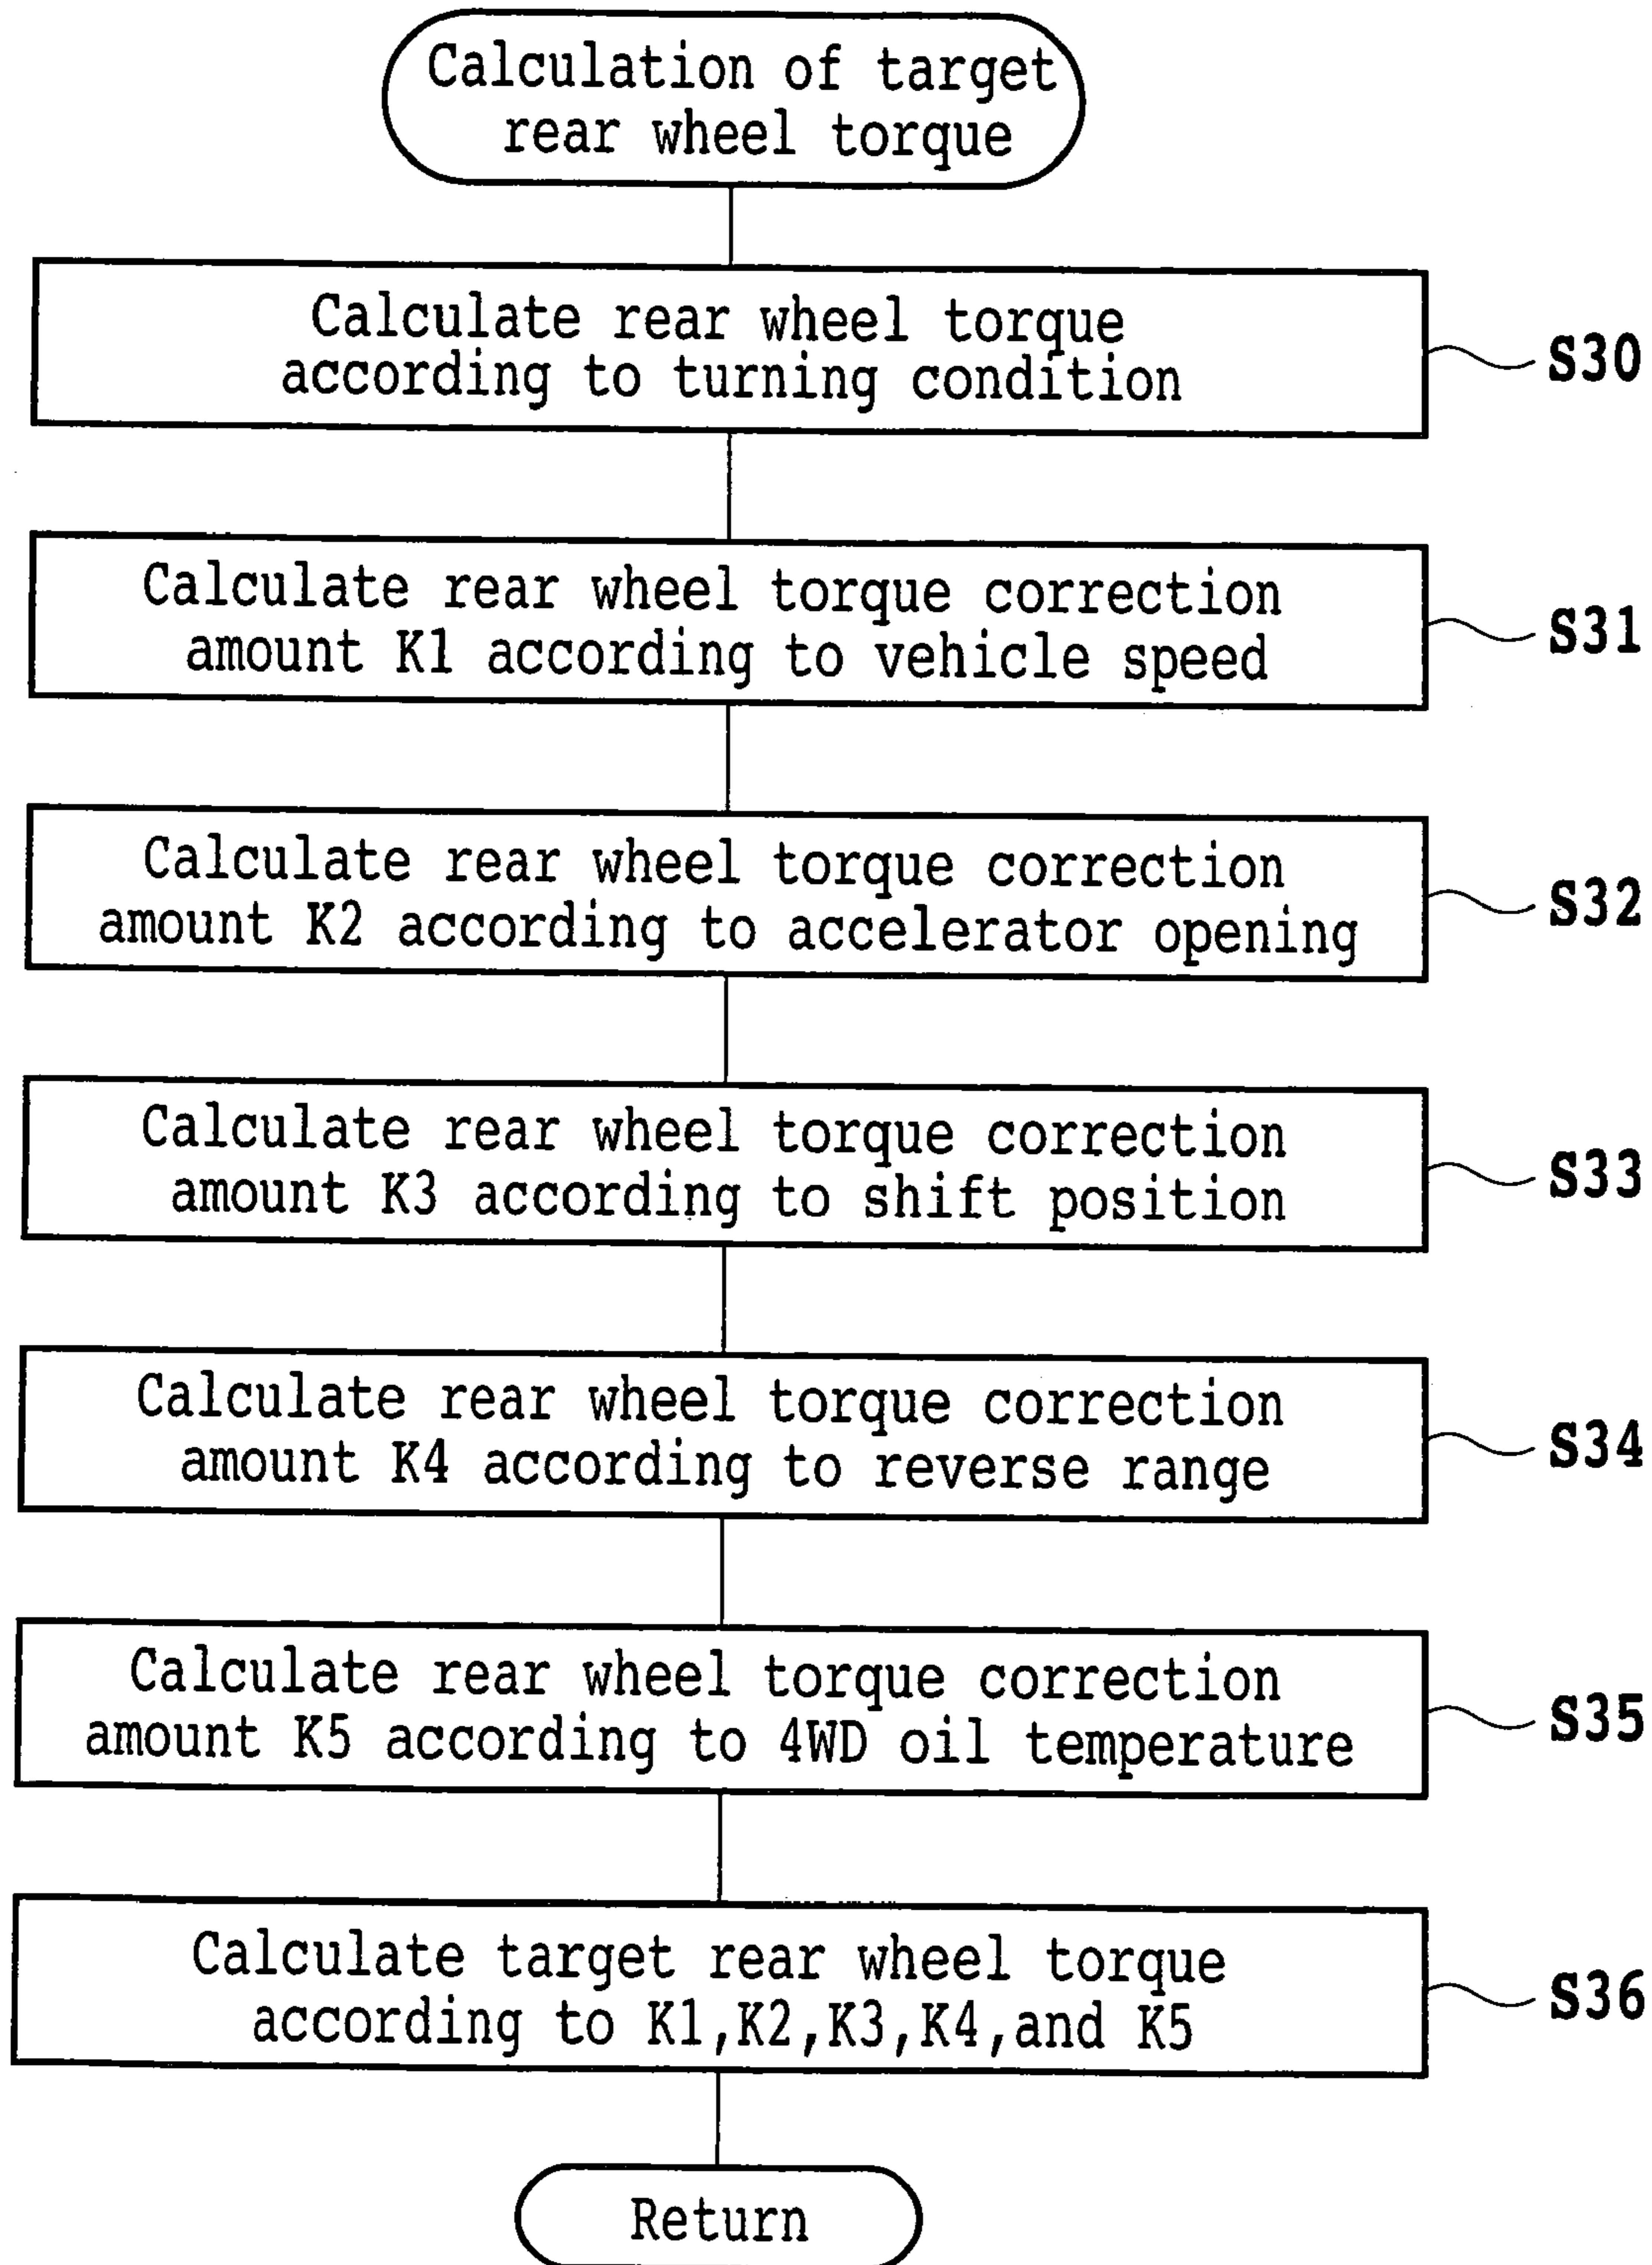 Calculation of target
rear wheel torque
Calculate rear wheel torque
according to turning condition
S30
Calculate rear wheel torque correction
amount K1 according to vehicle speed
S31
Calculate rear wheel torque correction
amount K2 according to accelerator opening
S32
Calculate rear wheel torque correction
amount K3 according to shift position
S33
Calculate rear wheel torque correction
amount K4 according to reverse range
S34
Calculate rear wheel torque correction
amount K5 according to 4WD oil temperature
S35
Calculate target rear wheel torque
according to K1,K2,K3,K4,and K5
S36
Return